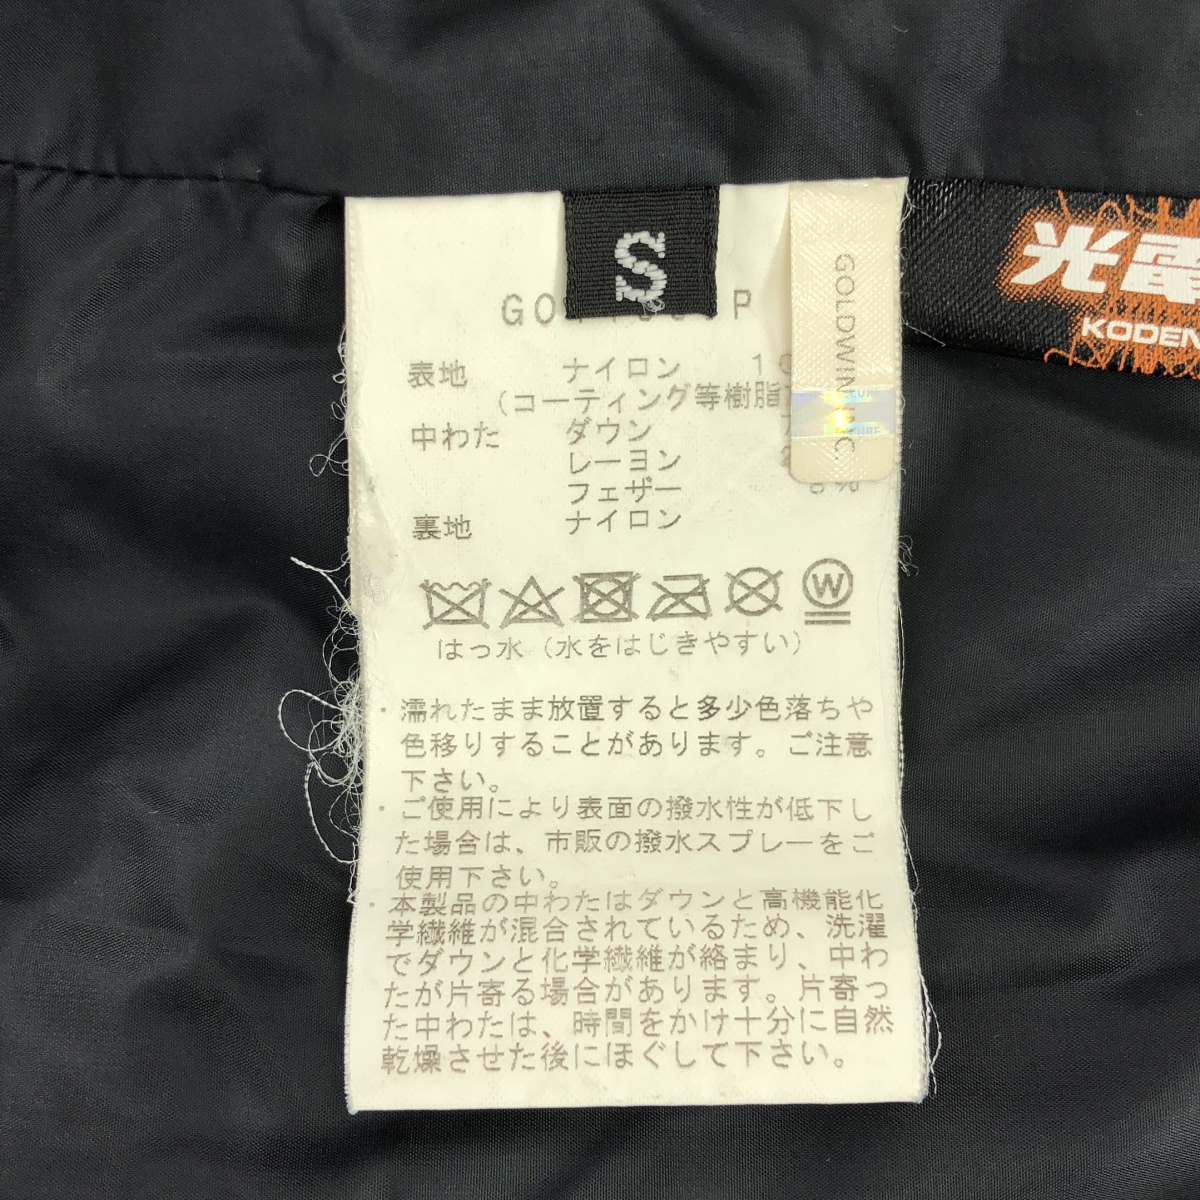 S
P
GOLDWIN INC.
光電
KODEN
表地 ナイロン
(コーティング等樹脂
中わた ダウン
レーヨン
フェザー 6%
裏地 ナイロン
W
はっ水(水をはじきやすい)
・濡れたまま放置すると多少色落ちや
色移りすることがあります。ご注意
下さい。
・ご使用により表面の撥水性が低下し
た場合は、市販の撥水スプレーをご
使用下さい。
・本製品の中わたはダウンと高機能化
学繊維が混合されているため、洗濯
でダウンと化学繊維が絡まり、中わ
たが片寄る場合があります。片寄っ
た中わたは、時間をかけ十分に自然
乾燥させた後にほぐして下さい。